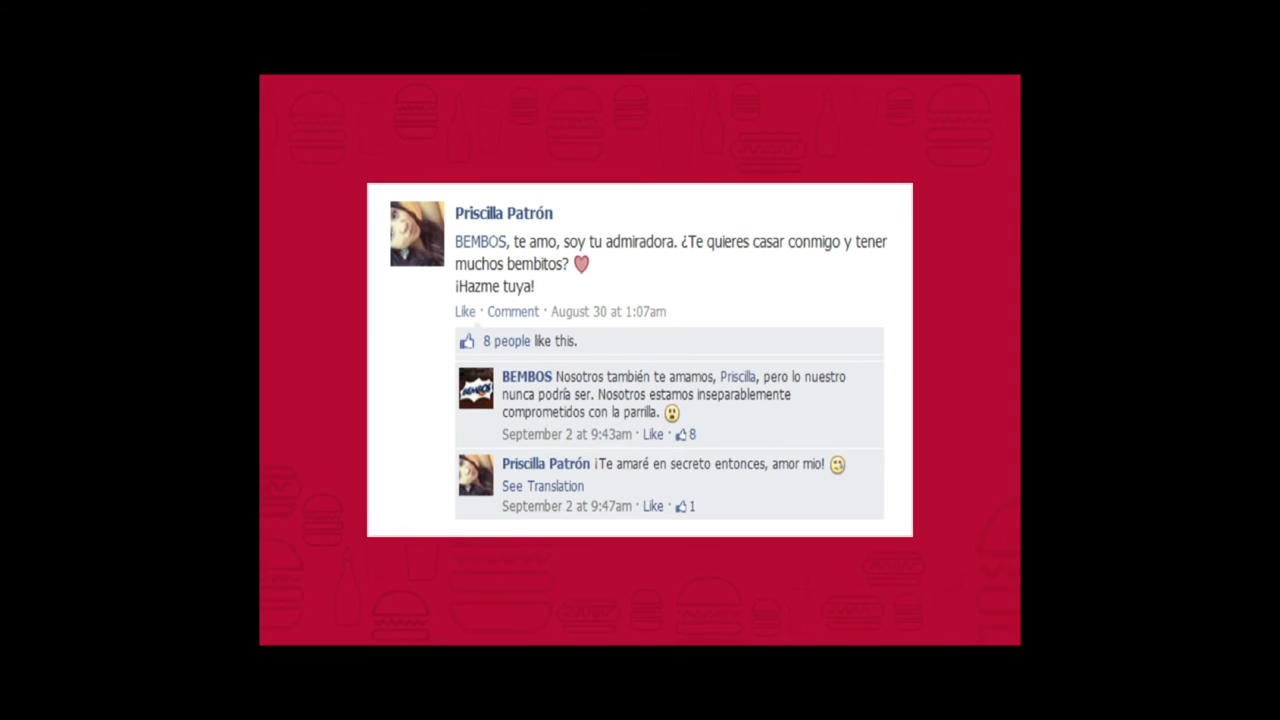 Priscilla Patrón
BEMBOS, te amo, soy tu admiradora. ¿Te quieres casar conmigo y tener
muchos bembitos?
¡Hazme tuya!
Like · Comment · August 30 at 1:07am
8 people like this.
BEMBOS
BEMBOS Nosotros también te amamos, Priscilla, pero lo nuestro
nunca podría ser. Nosotros estamos inseparablemente
comprometidos con la parrilla.
September 2 at 9:43am · Like · 8
Priscilla Patrón ¡Te amaré en secreto entonces, amor mio!
See Translation
September 2 at 9:47am · Like · 1